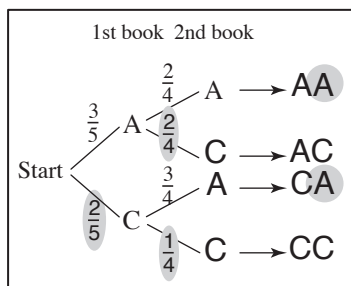 1st book 2nd book
2/4 A → AA
3/5 A 2/4
C → AC
Start 3/4 A → CA
2/5 C
1/4 C → CC